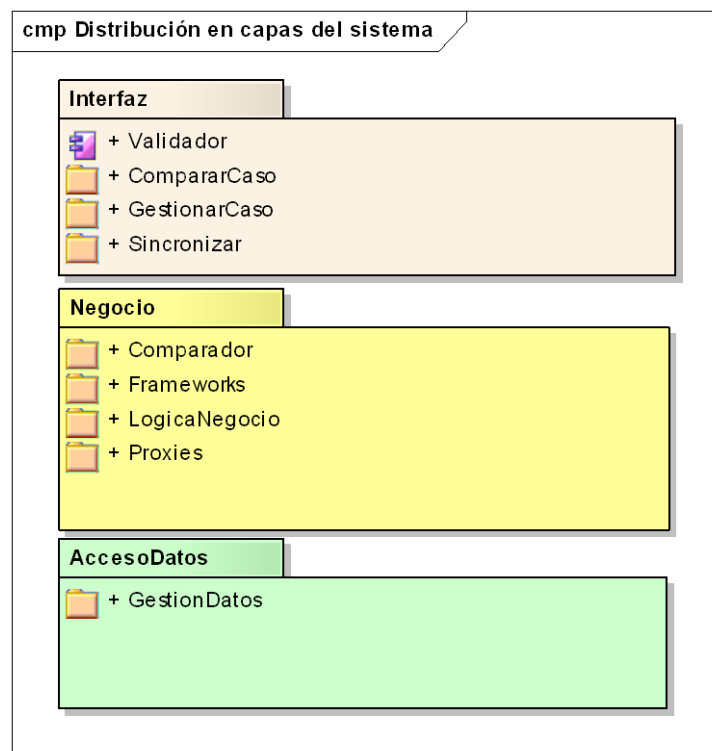 cmp Distribución en capas del sistema
Interfaz
+ Validador
+ CompararCaso
+ GestionarCaso
+ Sincronizar
Negocio
+ Comparador
+ Frameworks
+ LogicaNegocio
+ Proxies
AccesoDatos
+ GestionDatos